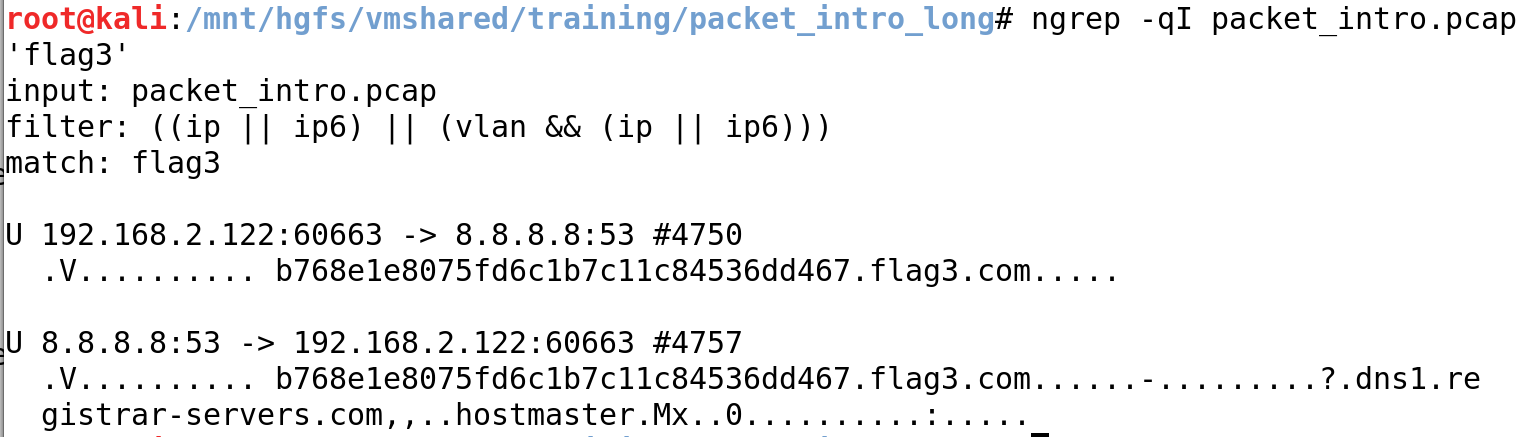 root@kali:/mnt/hgfs/vmshared/training/packet_intro_long# ngrep -qI packet_intro.pcap
'flag3'
input: packet_intro.pcap
filter: ((ip || ip6) || (vlan && (ip || ip6)))
match: flag3
U 192.168.2.122:60663 -> 8.8.8.8:53 #4750
.V.......... b768e1e8075fd6c1b7c11c84536dd467.flag3.com.....
U 8.8.8.8:53 -> 192.168.2.122:60663 #4757
.V.......... b768e1e8075fd6c1b7c11c84536dd467.flag3.com......-.........?.dns1.re
gistrar-servers.com,,..hostmaster.Mx..0..........:.....